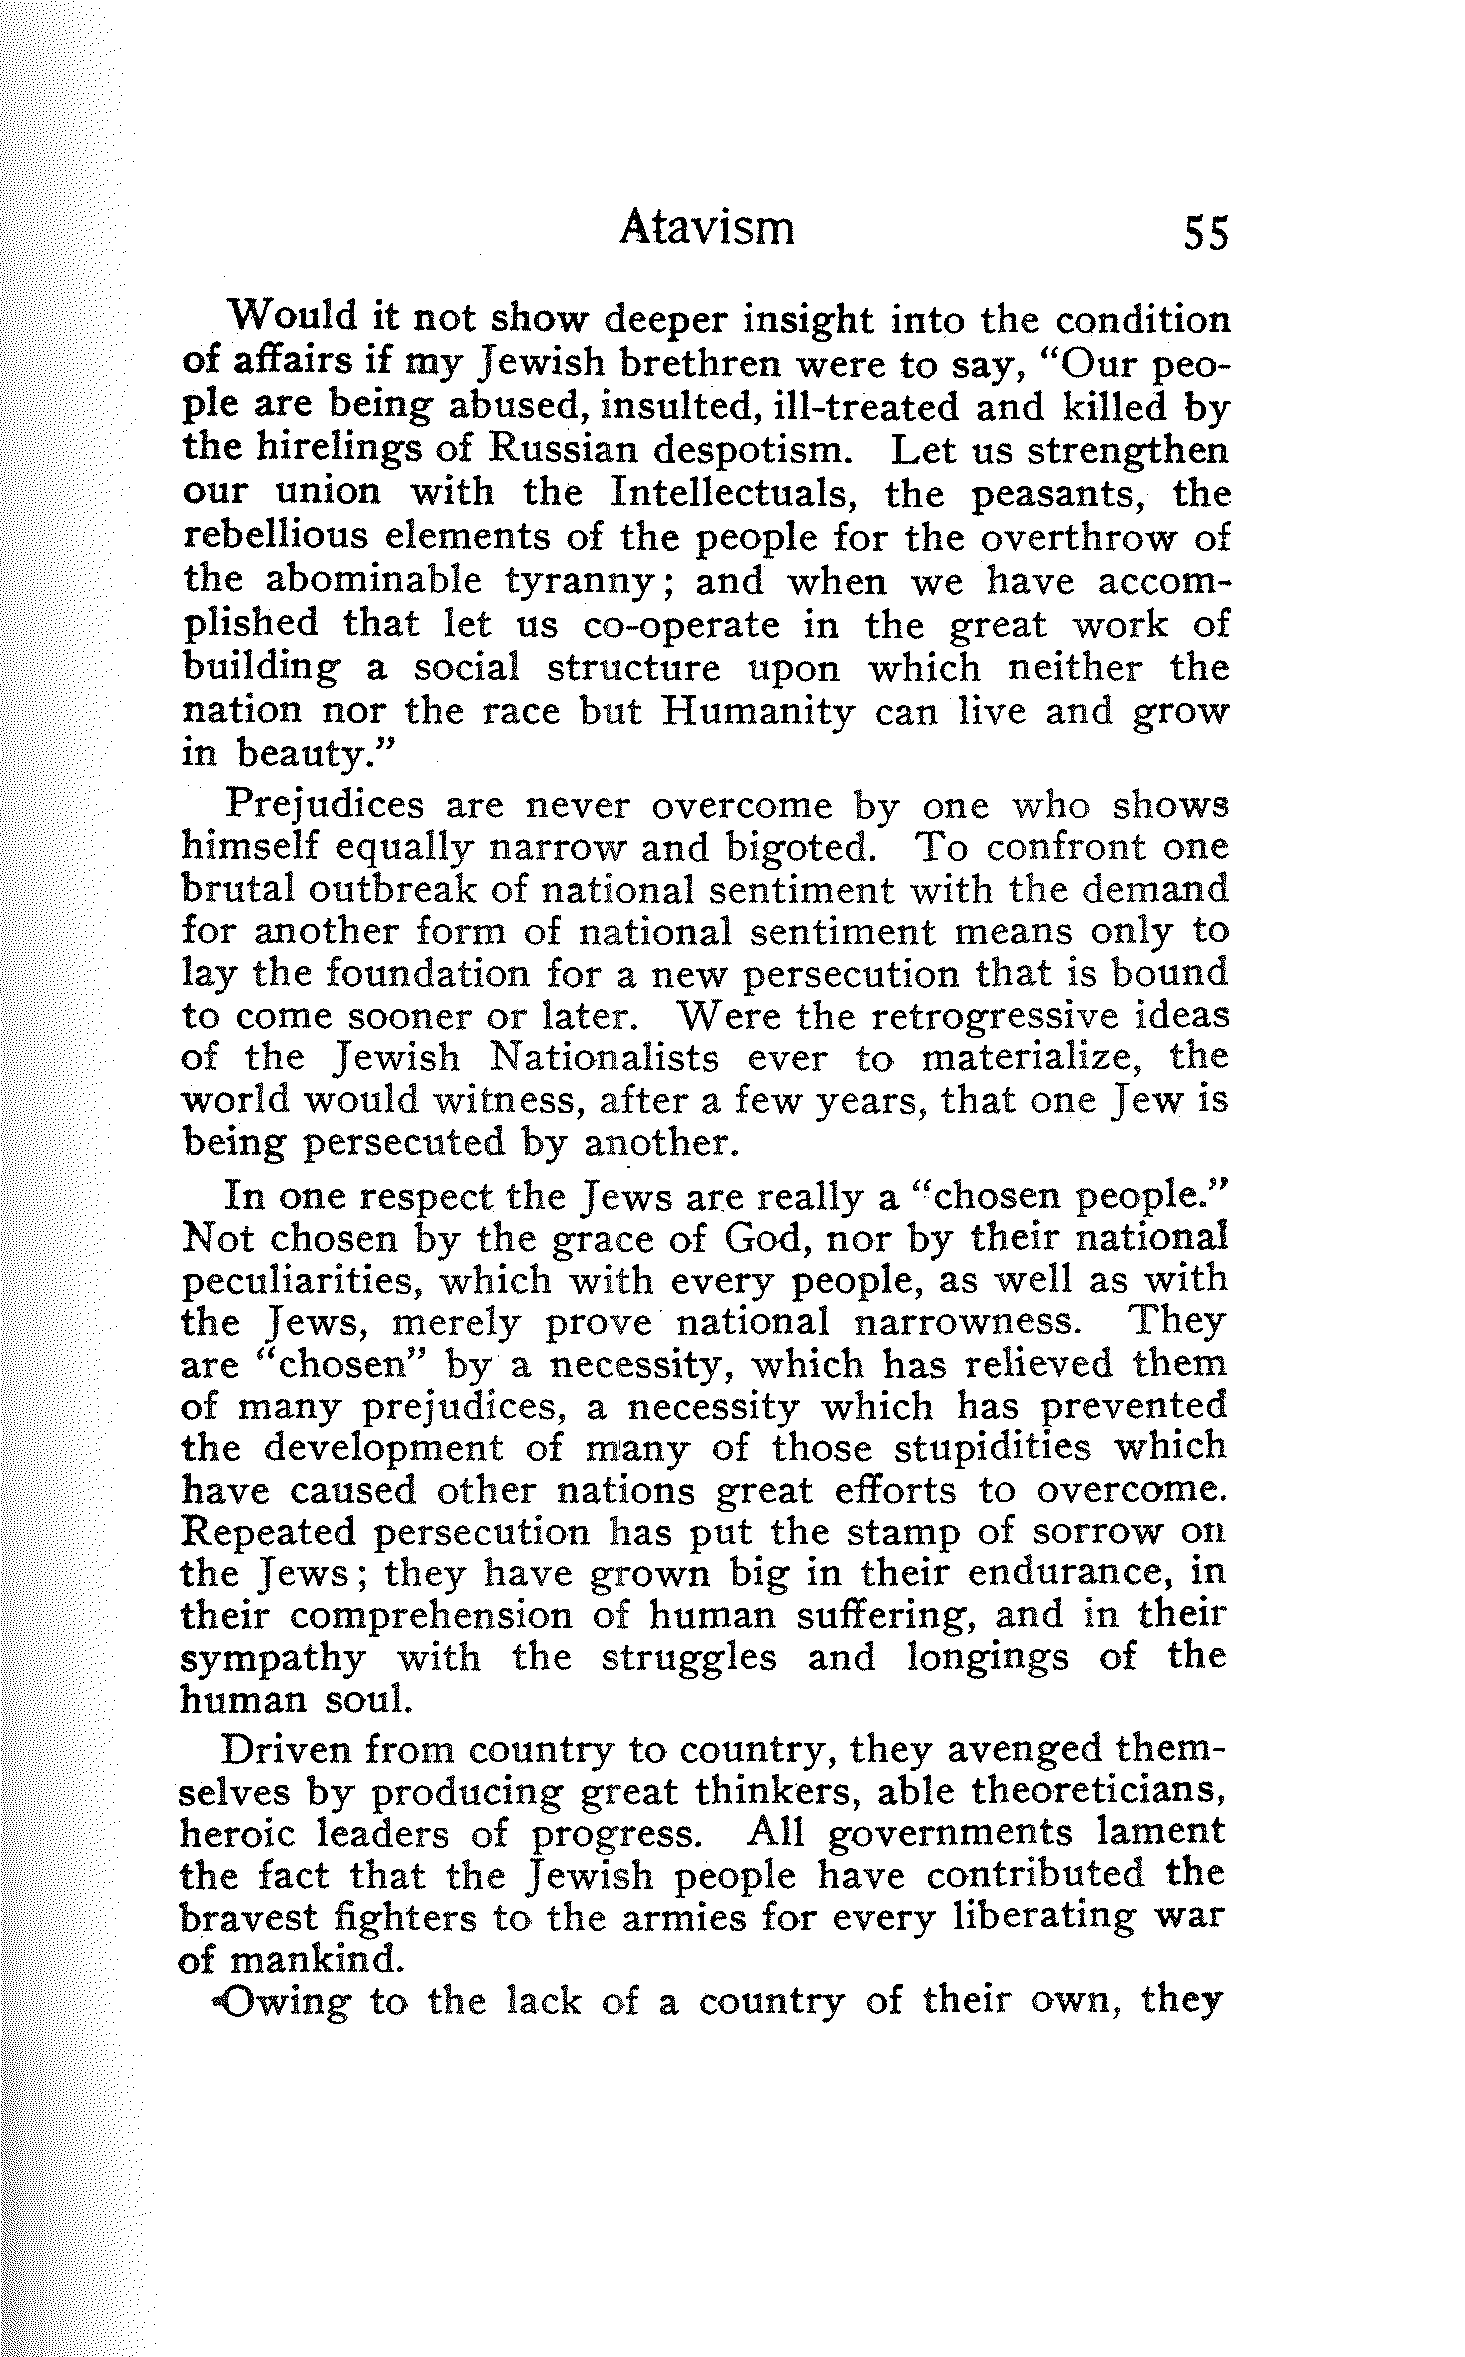 Atavism 55
Would it not show deeper insight into the condition
of affairs if my Jewish brethren were to say, "Our peo-
ple are being abused, insulted, ill-treated and killed by
the hirelings of Russian despotism. Let us strengthen
our union with the Intellectuals, the peasants, the
rebellious elements of the people for the overthrow of
the abominable tyranny; and when we have accom-
plished that let us co-operate in the great work of
building a social structure upon which neither the
nation nor the race but Humanity can live and grow
in beauty."
Prejudices are never overcome by one who shows
himself equally narrow and bigoted. To confront one
brutal outbreak of national sentiment with the demand
for another form of national sentiment means only to
lay the foundation for a new persecution that is bound
to come sooner or later. Were the retrogressive ideas
of the Jewish Nationalists ever to materialize, the
world would witness, after a few years, that one Jew is
being persecuted by another.
In one respect the Jews are really a "chosen people."
Not chosen by the grace of God, nor by their national
peculiarities, which with every people, as well as with
the Jews, merely prove national narrowness. They
are "chosen" by a necessity, which has relieved them
of many prejudices, a necessity which has prevented
the development of many of those stupidities which
have caused other nations great efforts to overcome.
Repeated persecution has put the stamp of sorrow on
the Jews; they have grown big in their endurance, in
their comprehension of human suffering, and in their
sympathy with the struggles and longings of the
human soul.
Driven from country to country, they avenged them-
selves by producing great thinkers, able theoreticians,
heroic leaders of progress. All governments lament
the fact that the Jewish people have contributed the
bravest fighters to the armies for every liberating war
of mankind.
Owing to the lack of a country of their own, they